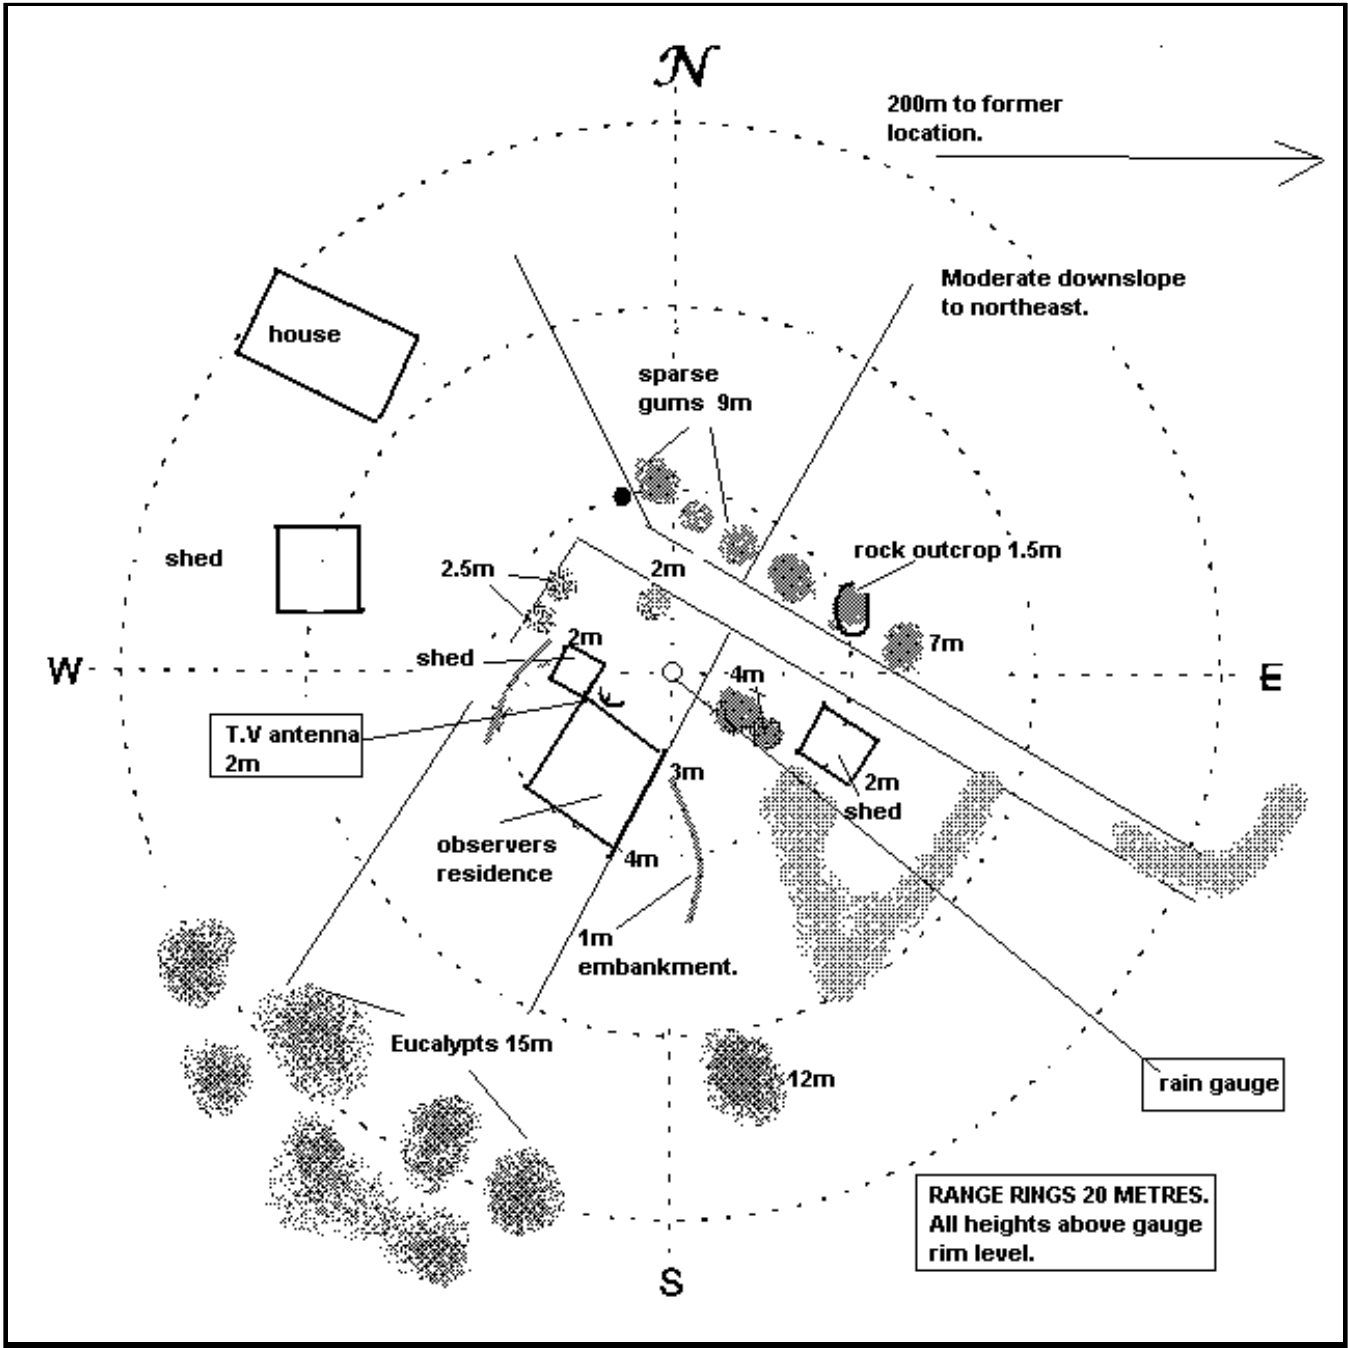 N
200m to former
location.
Moderate downslope
to northeast.
house
sparse
gums 9m
shed
2.5m
2m
rock outcrop 1.5m
7m
2m
shed
W
4m
E
T.V antenna
2m
3m
2m
shed
observers
residence
4m
1m
embankment.
Eucalypts 15m
12m
rain gauge
RANGE RINGS 20 METRES.
All heights above gauge
rim level.
S